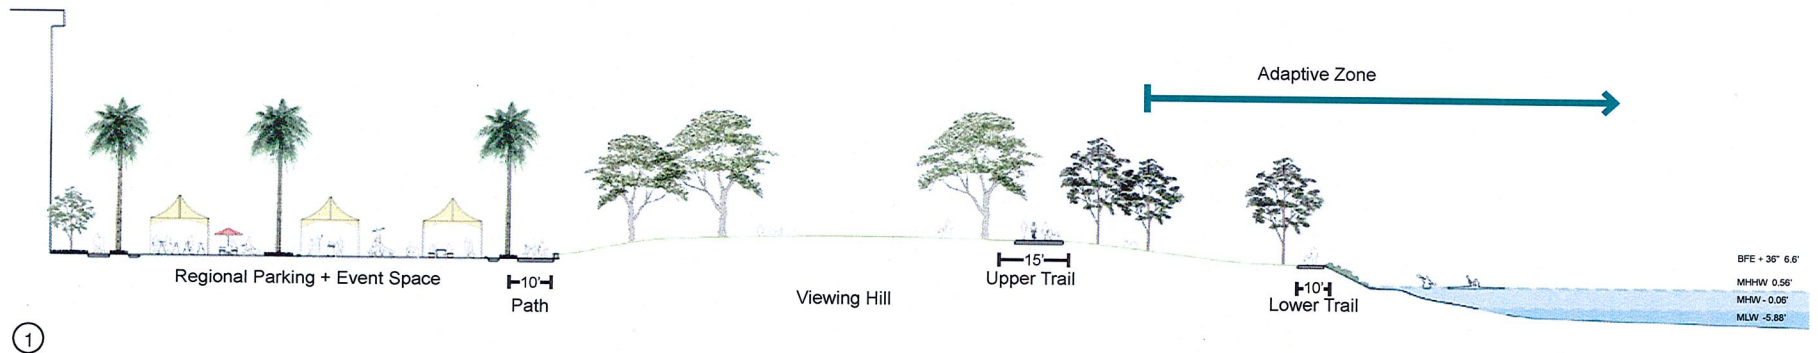 Adaptive Zone
BFE + 36" 6.6'
Regional Parking + Event Space
10'
Path
Viewing Hill
15'
Upper Trail
10'
Lower Trail
MHHW 0.56'
MHW - 0.06'
MLW -5.88'
1